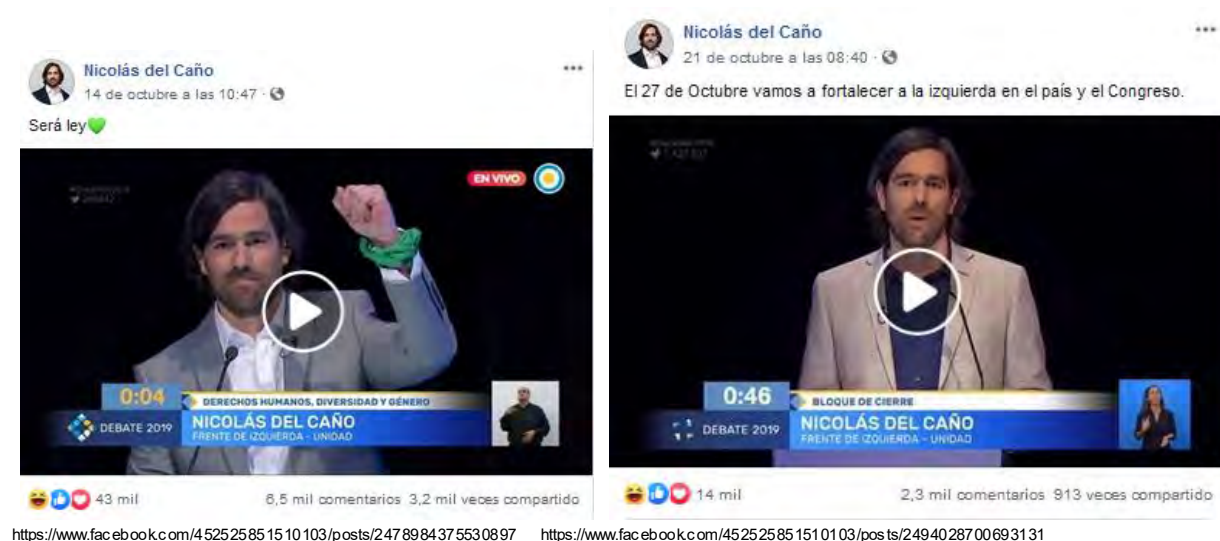 Nicolás del Caño
14 de octubre a las 10:47
Será ley💚
EN VIVO
0:04
DERECHOS HUMANOS, DIVERSIDAD Y GÉNERO
DEBATE 2019
NICOLÁS DEL CAÑO
FRENTE DE IZQUIERDA - UNIDAD
43 mil
6,5 mil comentarios 3,2 mil veces compartido
https://www.facebook.com/452525851510103/posts/2478984375530897
Nicolás del Caño
21 de octubre a las 08:40
El 27 de Octubre vamos a fortalecer a la izquierda en el país y el Congreso.
0:46
BLOQUE DE CIERRE
DEBATE 2019
NICOLÁS DEL CAÑO
FRENTE DE IZQUIERDA - UNIDAD
14 mil
2,3 mil comentarios 913 veces compartido
https://www.facebook.com/452525851510103/posts/2494028700693131